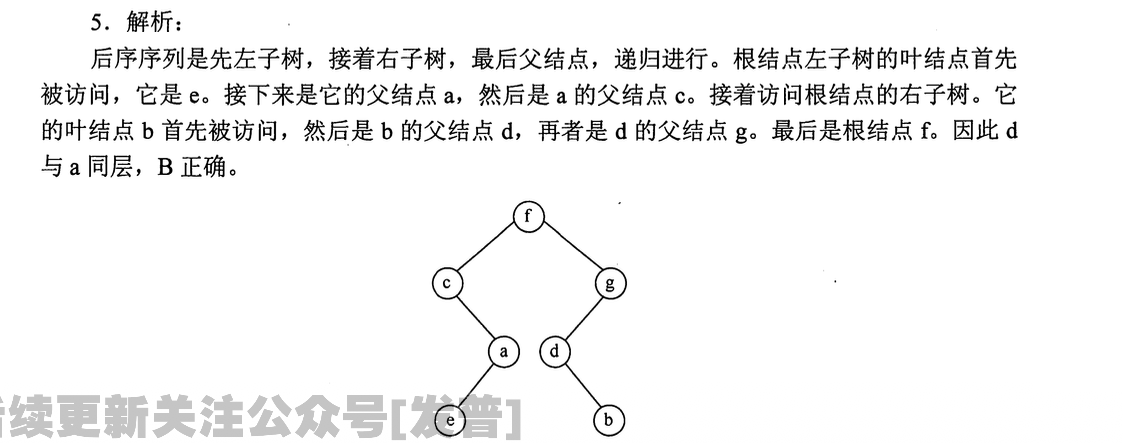 5．解析：
后序序列是先左子树，接着右子树，最后父结点，递归进行。根结点左子树的叶结点首先
被访问，它是 e。接下来是它的父结点 a，然后是 a 的父结点 c。接着访问根结点的右子树。它
的叶结点 b 首先被访问，然后是 b 的父结点 d，再者是 d 的父结点 g。最后是根结点 f。因此 d
与 a 同层，B 正确。
f
c g
a d
e b
续更新关注公众号[发普]